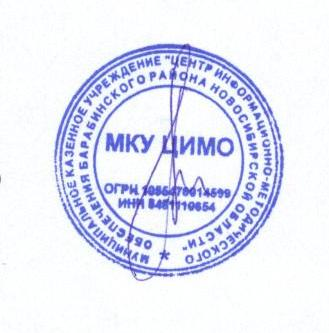 МУНИЦИПАЛЬНОЕ КАЗЕННОЕ УЧРЕЖДЕНИЕ "ЦЕНТР ИНФОРМАЦИОННО-МЕТОДИЧЕСКОГО
ОБЕСПЕЧЕНИЯ БАРАБИНСКОГО РАЙОНА НОВОСИБИРСКОЙ ОБЛАСТИ"
МКУ ЦИМО
ОГРН
ИНН